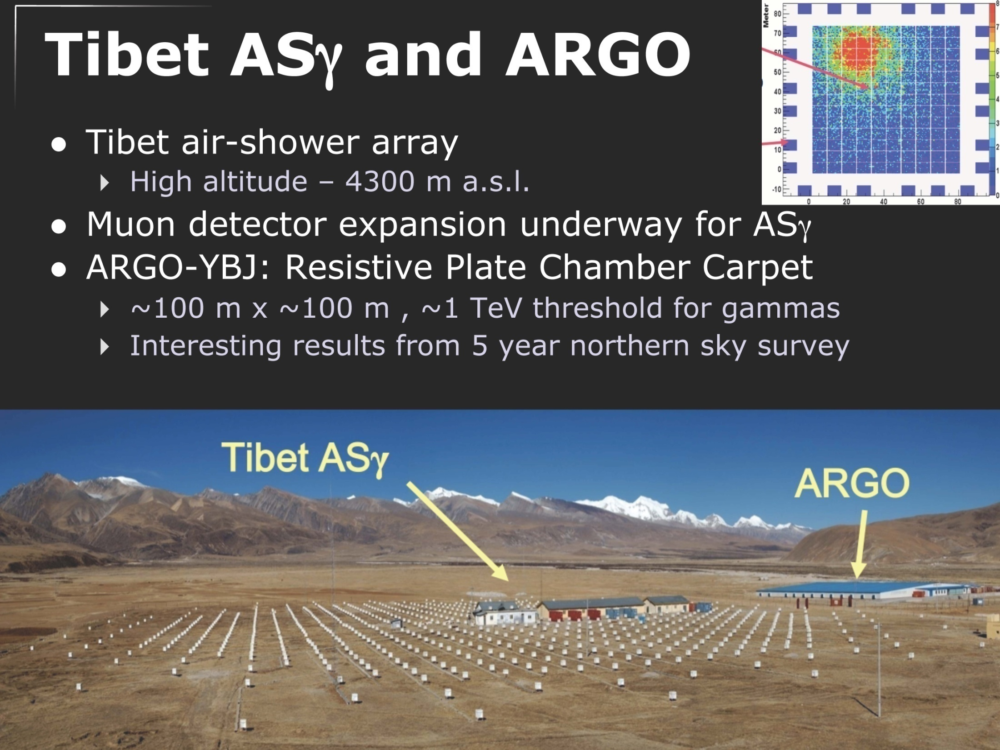 Tibet ASγ and ARGO
Meter
80
70
60
50
40
30
20
10
0
-10
0 20 40 60 80
8
7
6
5
4
3
2
1
0
● Tibet air-shower array
High altitude – 4300 m a.s.l.
● Muon detector expansion underway for ASγ
● ARGO-YBJ: Resistive Plate Chamber Carpet
~100 m x ~100 m , ~1 TeV threshold for gammas
Interesting results from 5 year northern sky survey
Tibet ASγ
ARGO